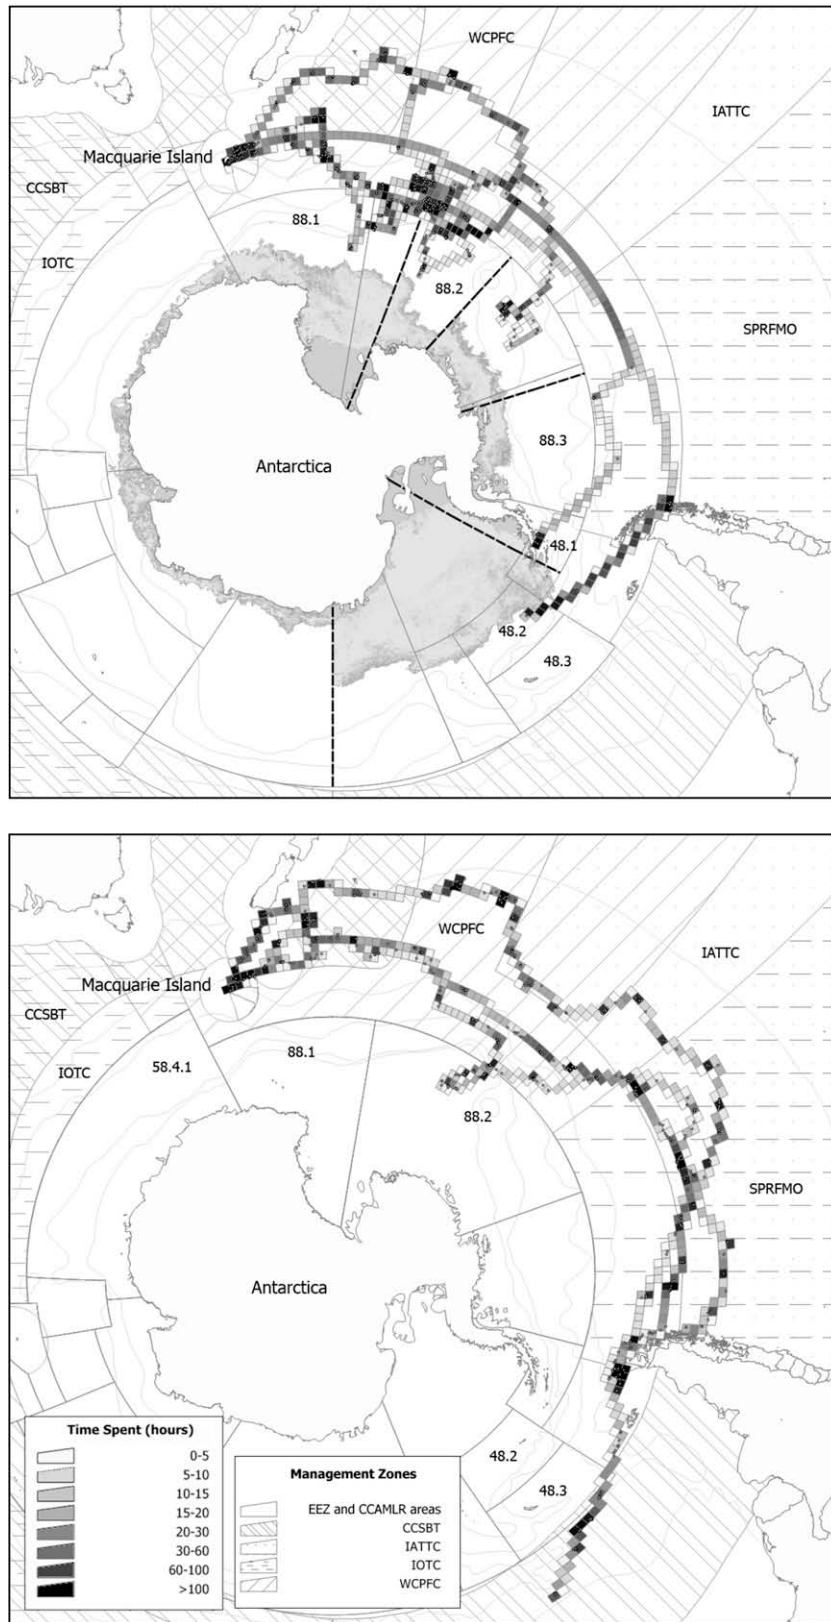 WCPFC
IATTC
Macquarie Island
CCSBT
88.1
IOTC
88.2
SPRFMO
88.3
Antarctica
48.1
48.2
48.3
WCPFC
IATTC
Macquarie Island
CCSBT
88.1
58.4.1
IOTC
88.2
SPRFMO
Antarctica
48.2
48.3
Time Spent (hours)
0-5
5-10
10-15
15-20
20-30
30-60
60-100
>100
Management Zones
EEZ and CCAMLR areas
CCSBT
IATTC
IOTC
WCPFC